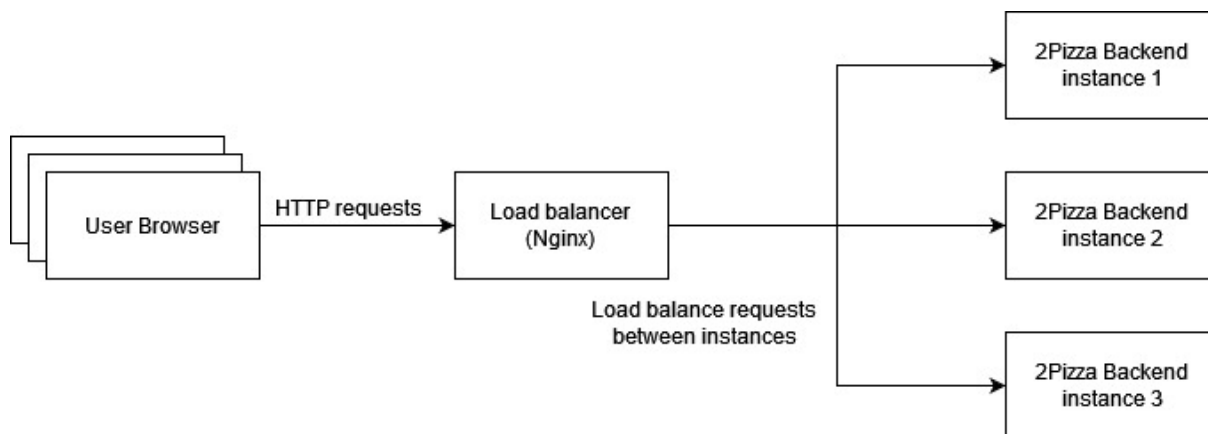 User Browser
HTTP requests
Load balancer
(Nginx)
Load balance requests
between instances
2Pizza Backend
instance 1
2Pizza Backend
instance 2
2Pizza Backend
instance 3